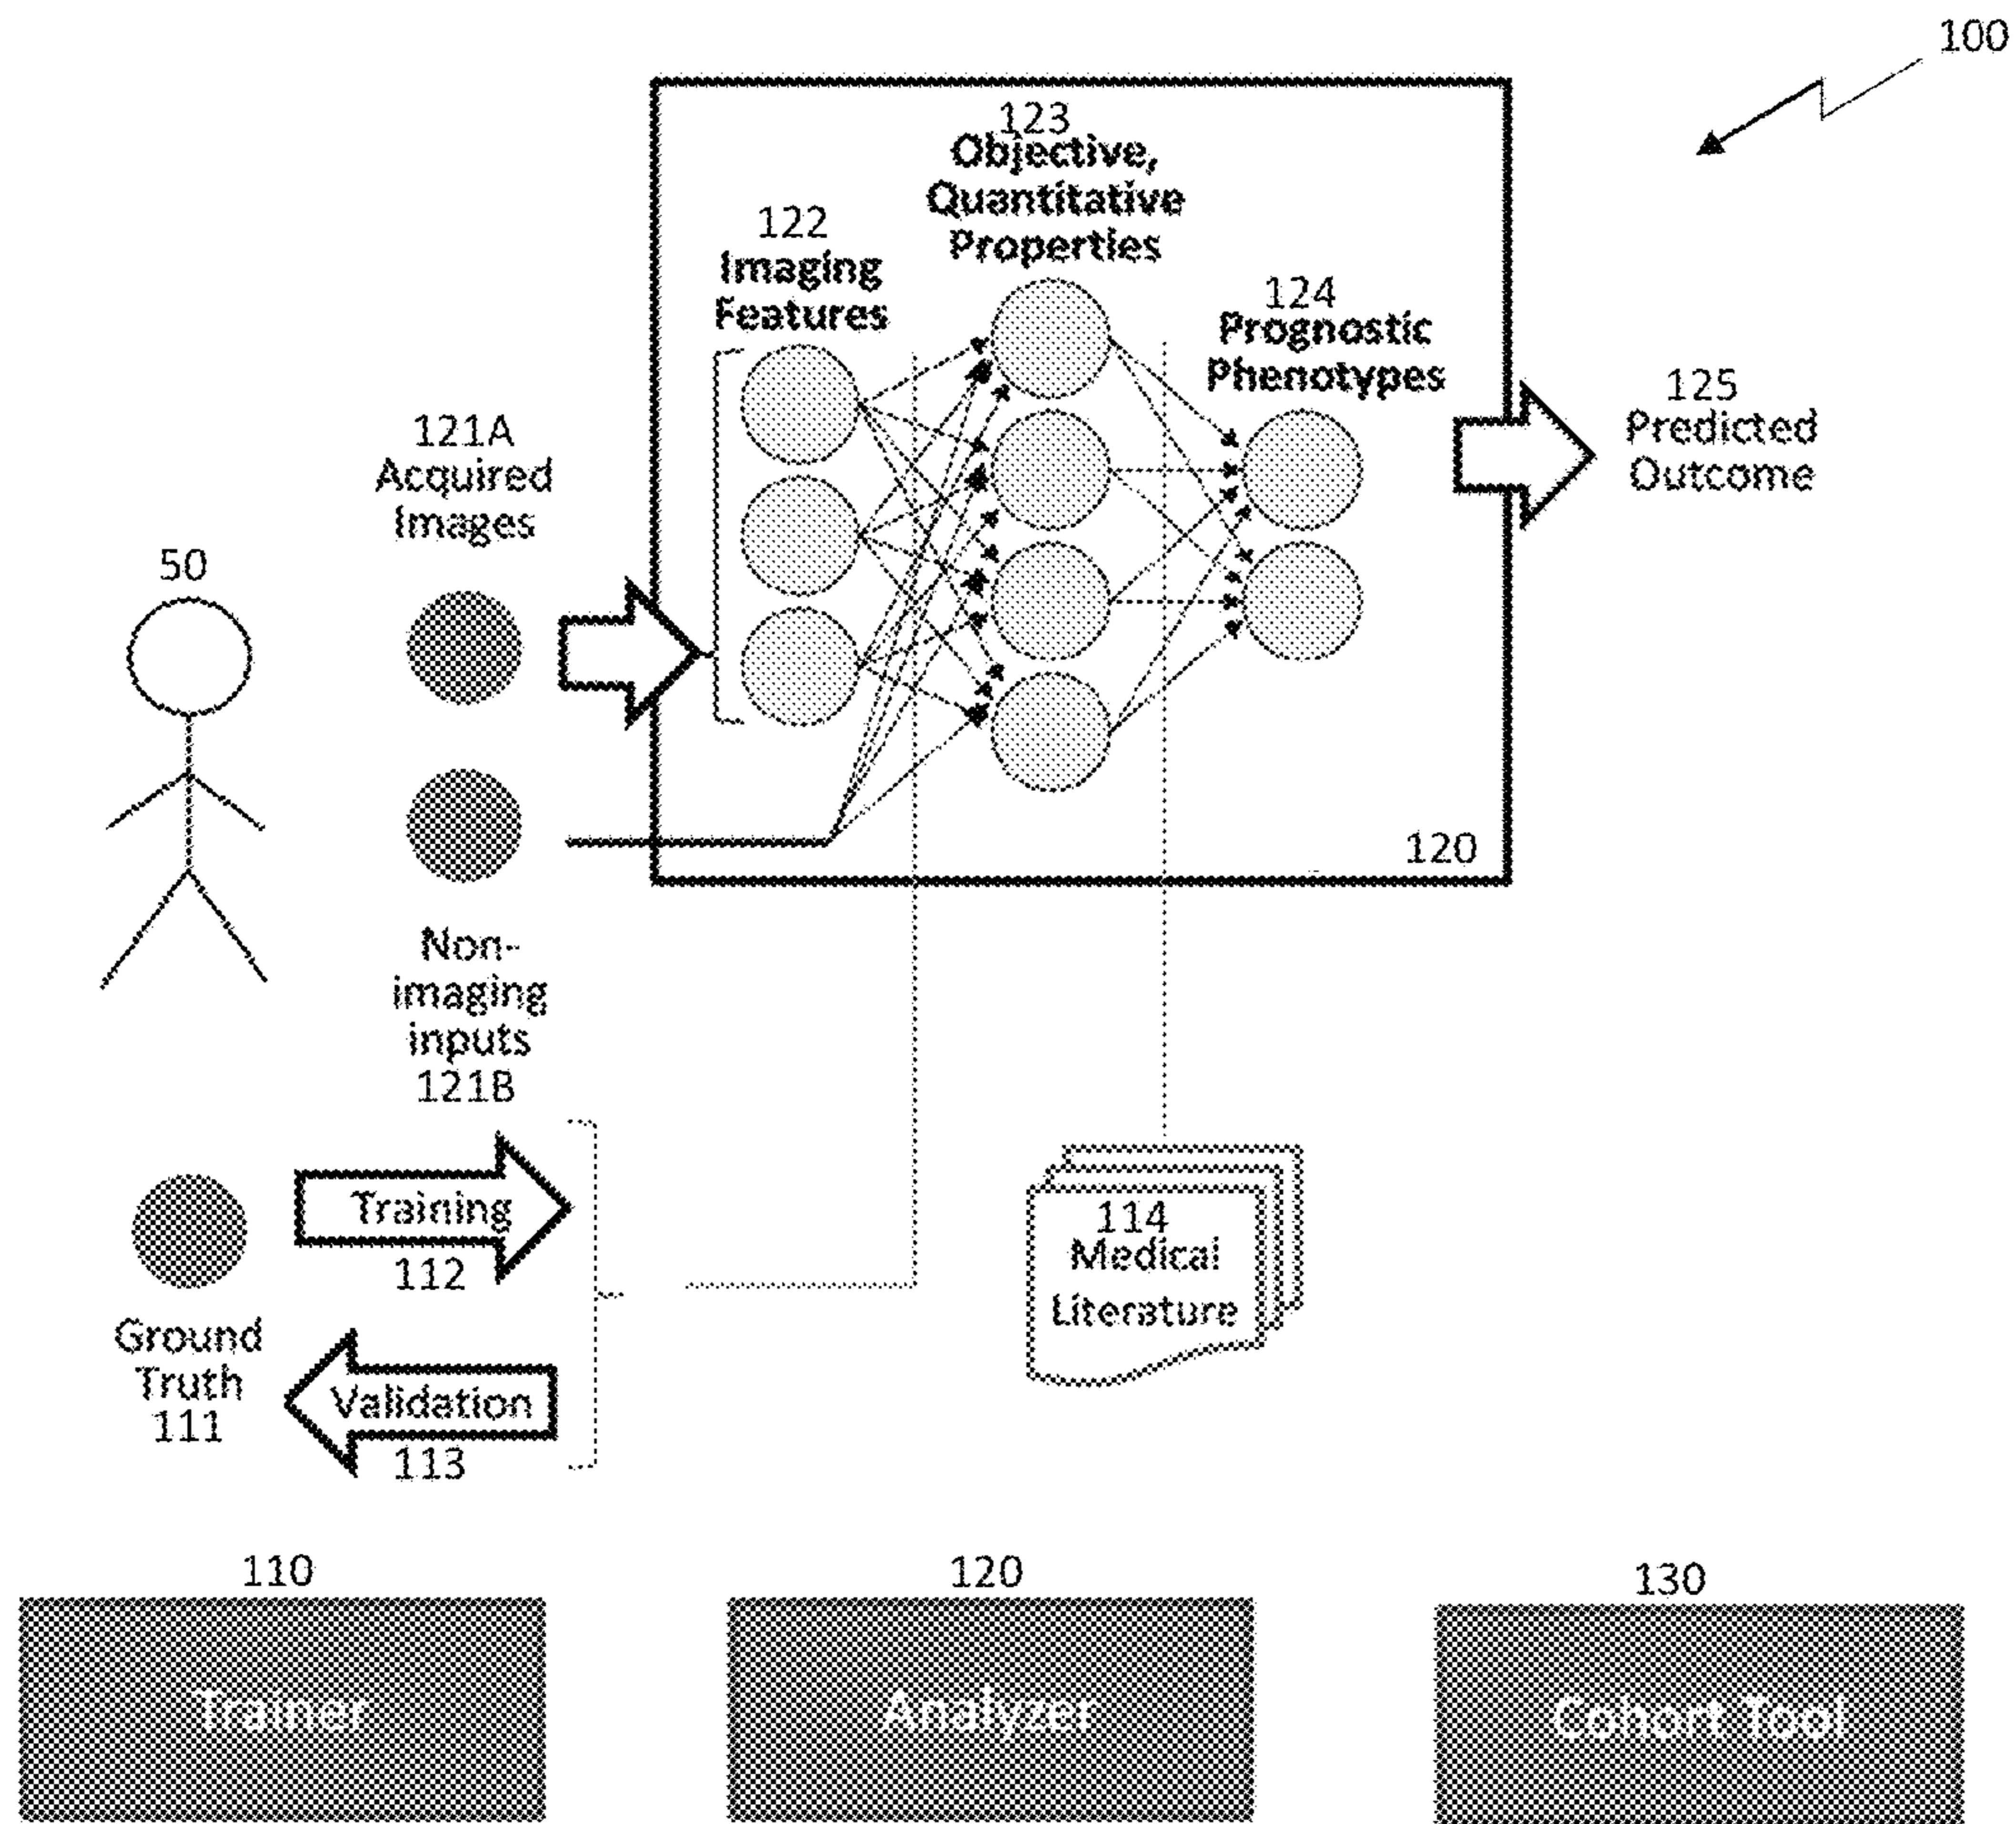 100
123
Objective,
Quantitative
Properties
122
Imaging
Features
124
Prognostic
Phenotypes
125
Predicted
Outcome
121A
Acquired
Images
50
120
Non-
imaging
inputs
121B
Training
112
Ground
Truth
111
Validation
113
114
Medical
Literature
110
Trainer
120
Analyzer
130
Cohort Tool